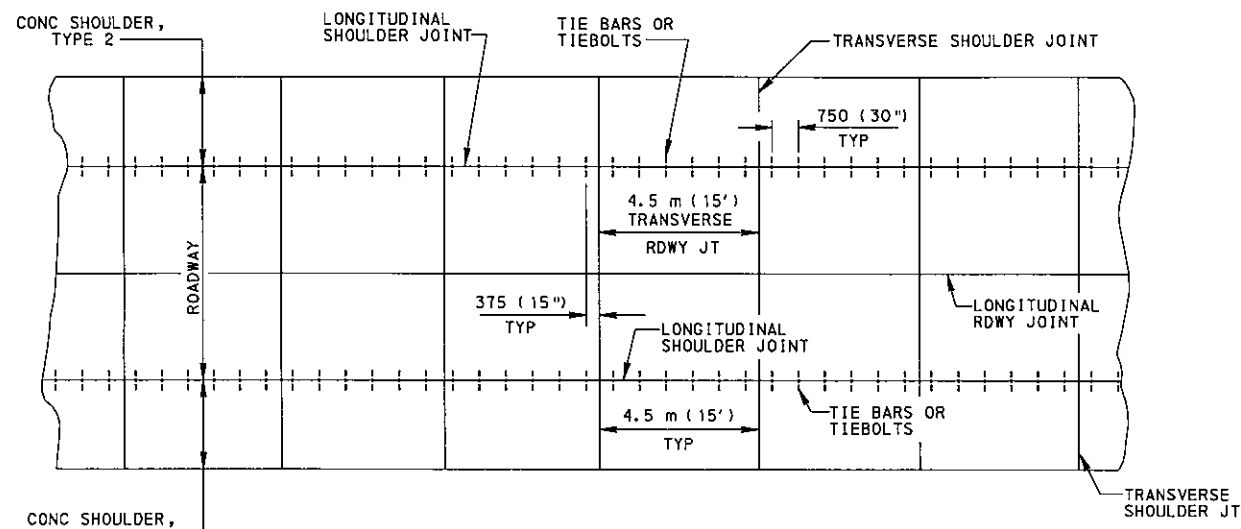 CONC SHOULDER,
TYPE 2
LONGITUDINAL
SHOULDER JOINT
TIE BARS OR
TIEBOLTS
TRANSVERSE SHOULDER JOINT
750 (30")
TYP
4.5 m (15')
TRANSVERSE
RDWY JT
ROADWAY
375 (15")
TYP
LONGITUDINAL
RDWY JOINT
LONGITUDINAL
SHOULDER JOINT
4.5 m (15')
TYP
TIE BARS OR
TIEBOLTS
TRANSVERSE
SHOULDER JT
CONC SHOULDER,